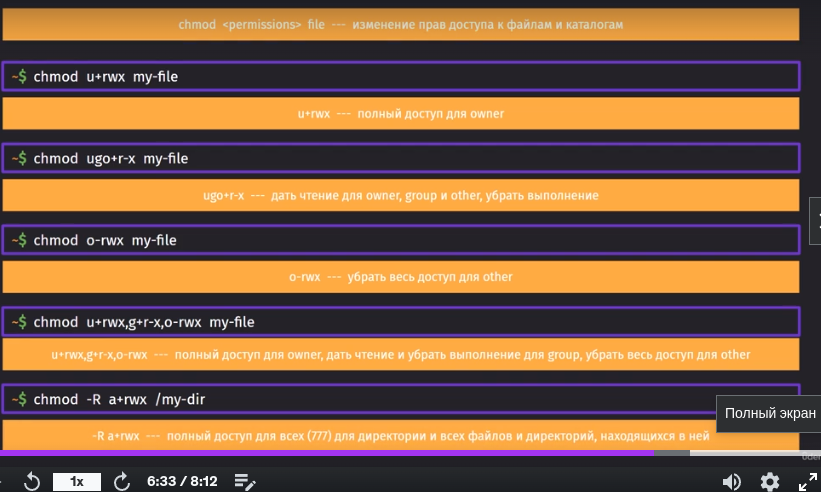 chmod <permissions> file --- изменение прав доступа к файлам и каталогам
~$ chmod u+rwx my-file
u+rwx --- полный доступ для owner
~$ chmod ugo+r-x my-file
ugo+r-x --- дать чтение для owner, group и other, убрать выполнение
~$ chmod o-rwx my-file
o-rwx --- убрать весь доступ для other
~$ chmod u+rwx,g+r-x,o-rwx my-file
u+rwx,g+r-x,o-rwx --- полный доступ для owner, дать чтение и убрать выполнение для group, убрать весь доступ для other
~$ chmod -R a+rwx /my-dir
Полный экран
-R a+rwx --- полный доступ для всех (777) для директории и всех файлов и директорий, находящихся в ней
1x 6:33 / 8:12